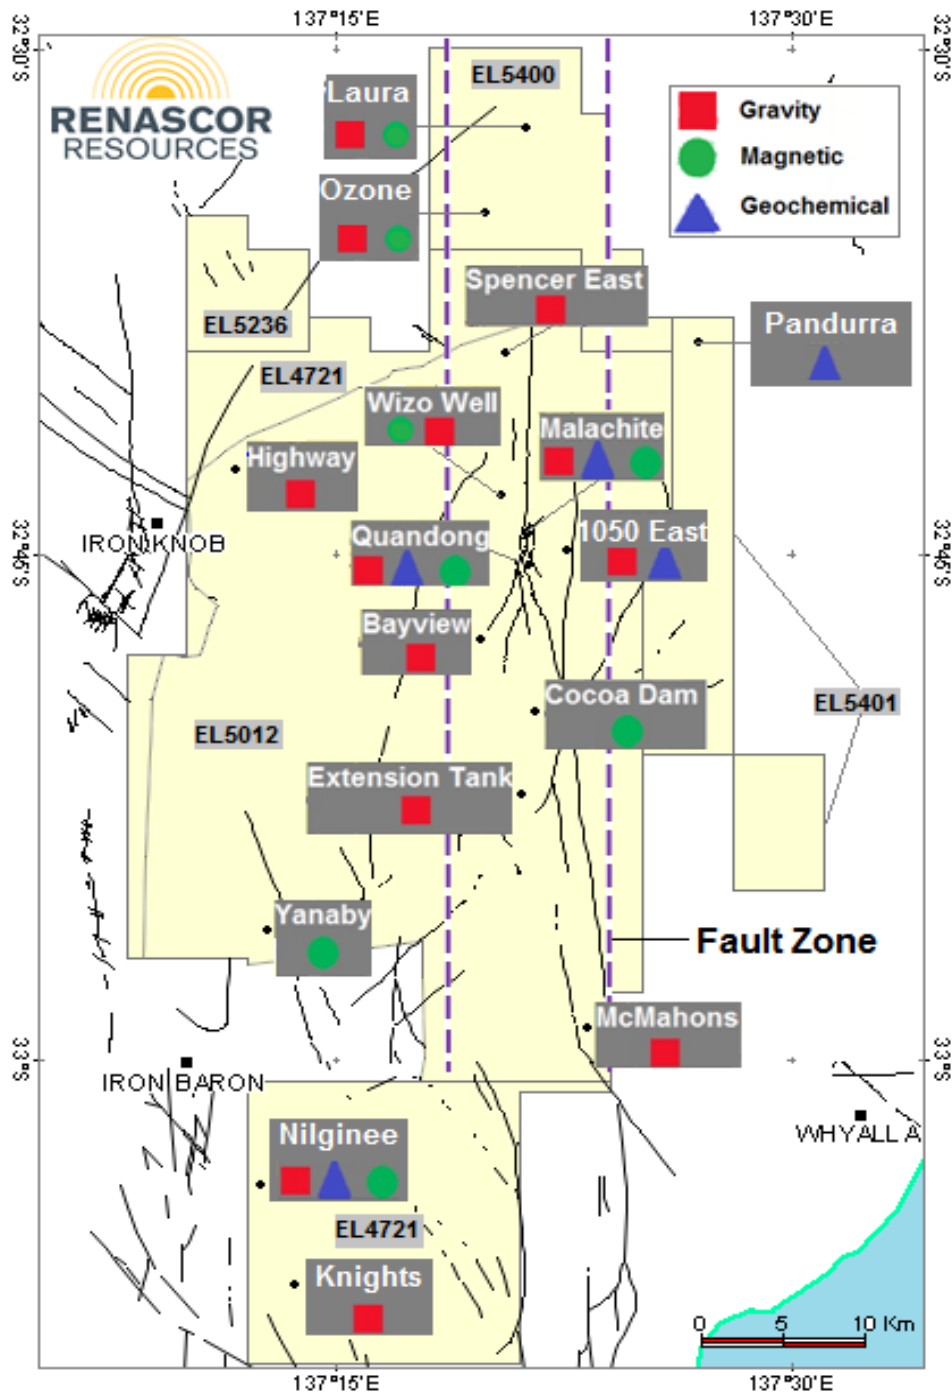 137°15'E
137°30'E
32°30'S
32°30'S
RENASCOR
RESOURCES
EL5400
'Laura
Gravity
Magnetic
Geochemical
Ozone
Spencer East
EL5236
Pandurra
EL4721
Wizo Well
Malachite
Highway
IRON KNOB
Quandong
1050 East
32°45'S
32°45'S
Bayview
Cocoa Dam
EL5401
EL5012
Extension Tank
Yanaby
Fault Zone
McMahons
33°S
33°S
IRON BARON
WHYALLA
Nilginee
EL4721
Knights
0 5 10 Km
137°15'E
137°30'E